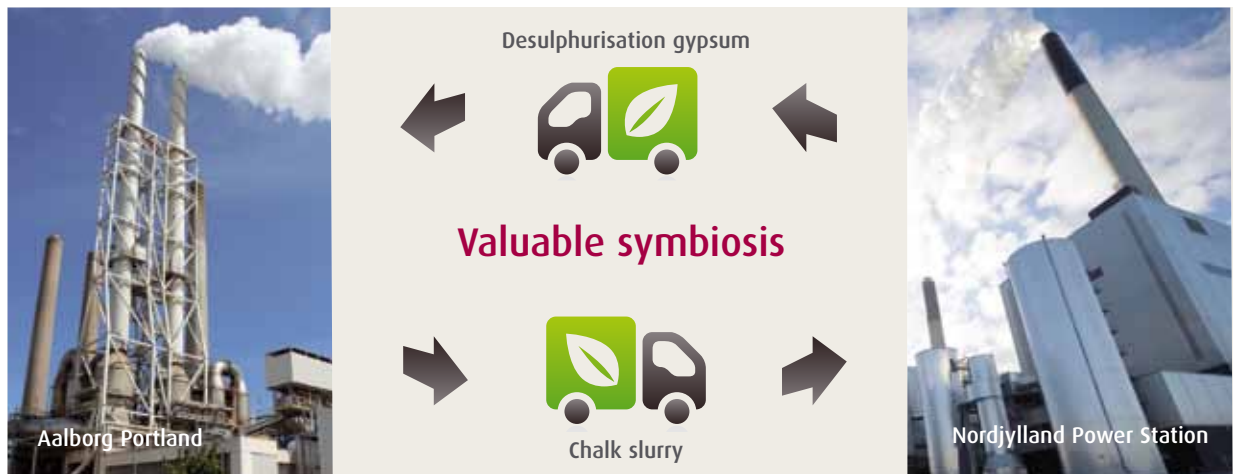 Desulphurisation gypsum
Valuable symbiosis
Aalborg Portland
Chalk slurry
Nordjylland Power Station